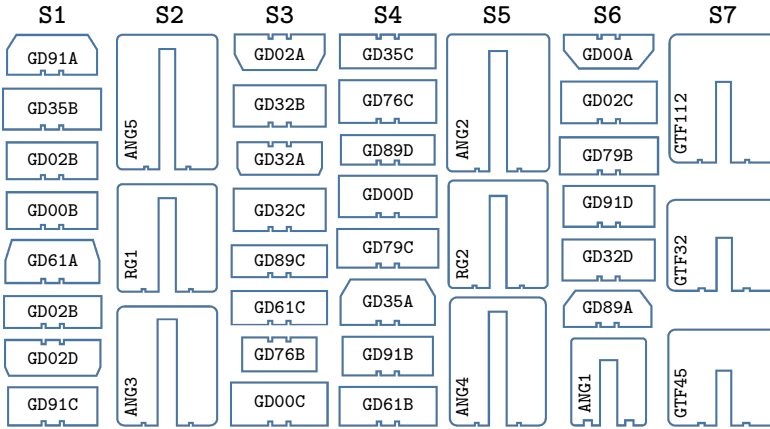 S1 S2 S3 S4 S5 S6 S7
GD91A
GD35B
GD02B
GD00B
GD61A
GD02B
GD02D
GD91C
ANG5
RG1
ANG3
GD02A
GD32B
GD32A
GD32C
GD89C
GD61C
GD76B
GD00C
GD35C
GD76C
GD89D
GD00D
GD79C
GD35A
GD91B
GD61B
ANG2
RG2
ANG4
GD00A
GD02C
GD79B
GD91D
GD32D
GD89A
ANG1
GTF112
GTF32
GTF45